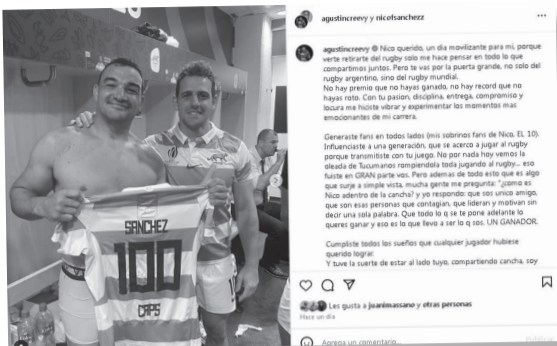 agustincreevy y nicofsanchezz
agustincreevy Nico querido, un dia movilizante para mi, porque
verte retirarte del rugby solo me hace pensar en todo lo que
compartimos juntos. Pero te vas por la puerta grande, no solo del
rugby argentino, sino del rugby mundial.
No hay premio que no hayas ganado, no hay record que no
hayas roto. Con tu pasion, disciplina, entrega, compromiso y
locura me hiciste vibrar y experimentar los momentos mas
emocionantes de mi carrera.
Generaste fans en todos lados (mis sobrinos fans de Nico, EL 10).
Influenciaste a una generación, que se acerco a jugar al rugby
porque transmitiste con tu juego. No por nada hoy vemos la
oleada de Tucumanos rompiendola toda jugando al rugby... eso
fuiste en GRAN parte vos. Pero ademas de todo esto que es algo
que surje a simple vista, mucha gente me pregunta: "¿como es
Nico adentro de la cancha? y yo respondo: que sos unico amigo,
que son esas personas que contagian, que lideran y motivan sin
decir una sola palabra. Que todo lo q se te pone adelante lo
queres ganar y eso es lo que llevo a ser lo q sos. UN GANADOR.
Cumpliste todos los sueños que cualquier jugador hubiese
querido lograr.
Y tuve la suerte de estar al lado tuyo, compartiendo cancha, soy
Les gusta a juanimassano y otras personas
Hace un día
Agrega un comentario...
SANCHEZ
100
CAPS